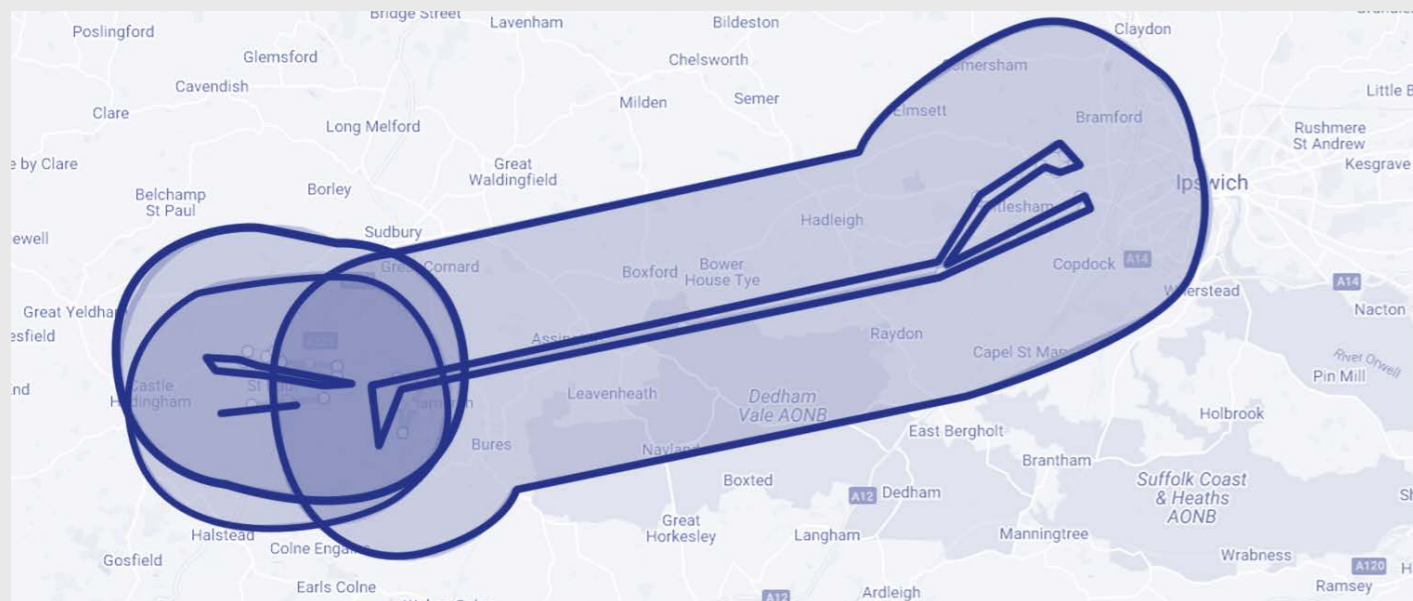 Bridge Street
Lavenham
Bildeston
Claydon
Poslingford
Glemsford
Chelsworth
Somersham
Cavendish
Milden
Semer
Little B
Clare
Elmsett
Bramford
Long Melford
Rushmere
St Andrew
e by Clare
Great
Waldingfield
Kesgrave
Borley
Belchamp
St Paul
Ipswich
Hadleigh
ewell
Sudbury
Great Cornard
Boxford
Bower
House Tye
Copdock
A14
A14
Great Yeldham
Nacton
esfield
Raydon
Assington
Capel St Mary
River Orwell
Pin Mill
nd
Castle
Hedingham
Leavenheath
Dedham
Vale AONB
Holbrook
Bures
Nayland
East Bergholt
Brantham
Boxted
Suffolk Coast
& Heaths
AONB
A12
Dedham
Halstead
Great
Horkesley
Langham
Manningtree
Gosfield
Colne Engaine
Wrabness
A120
Earls Colne
A12
Ardleigh
Ramsey